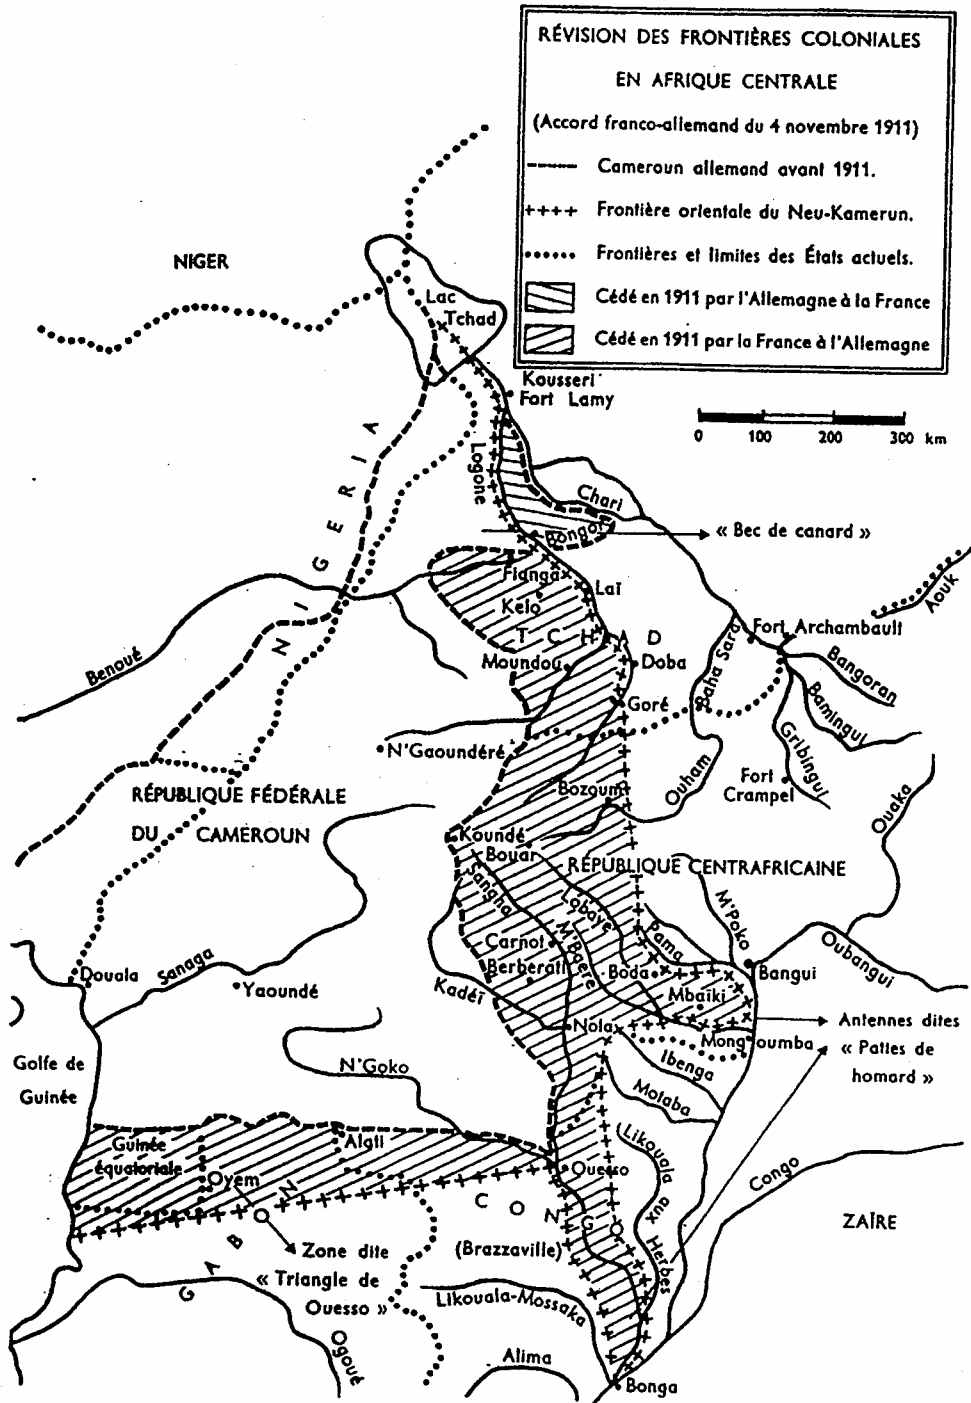 RÉVISION DES FRONTIÈRES COLONIALES
EN AFRIQUE CENTRALE
(Accord franco-allemand du 4 novembre 1911)
Cameroun allemand avant 1911.
Frontière orientale du Neu-Kamerun.
Frontières et limites des États actuels.
Cédé en 1911 par l'Allemagne à la France
Cédé en 1911 par la France à l'Allemagne
0 100 200 300 km
NIGER
Lac
Tchad
Kousseri
Fort Lamy
NIGERIA
Logone
Chari
Bongor
« Bec de canard »
Fianga
Laï
Kelo
TCHAD
Aouk
Fort Archambault
Benoué
Moundou
Doba
Baha Sara
Bangoran
Bamingul
Goré
Gribingul
N'Gaoundéré
Fort
Crampel
RÉPUBLIQUE FÉDÉRALE
DU CAMEROUN
Bozoum
Ouham
Ouaka
Koundé
Bouar
RÉPUBLIQUE CENTRAFRICAINE
Sangha
Lobaye
M'Poko
Pama
Carnot
M'Baere
Berberati
Boda
Bangui
Oubangui
Douala
Sanaga
Yaoundé
Kadéï
Mbaïki
Nola
Mongoumba
Antennes dites
« Pattes de
homard »
Golfe de
Guinée
N'Goko
Ibenga
Motaba
Guinée
équatoriale
Aigii
Likouala aux Herbes
Oyem
Ouesso
Congo
ZAÏRE
GABON
CONGO
(Brazzaville)
Zone dite
« Triangle de
Ouesso »
Likouala-Mossaka
Ogoué
Alima
Bonga